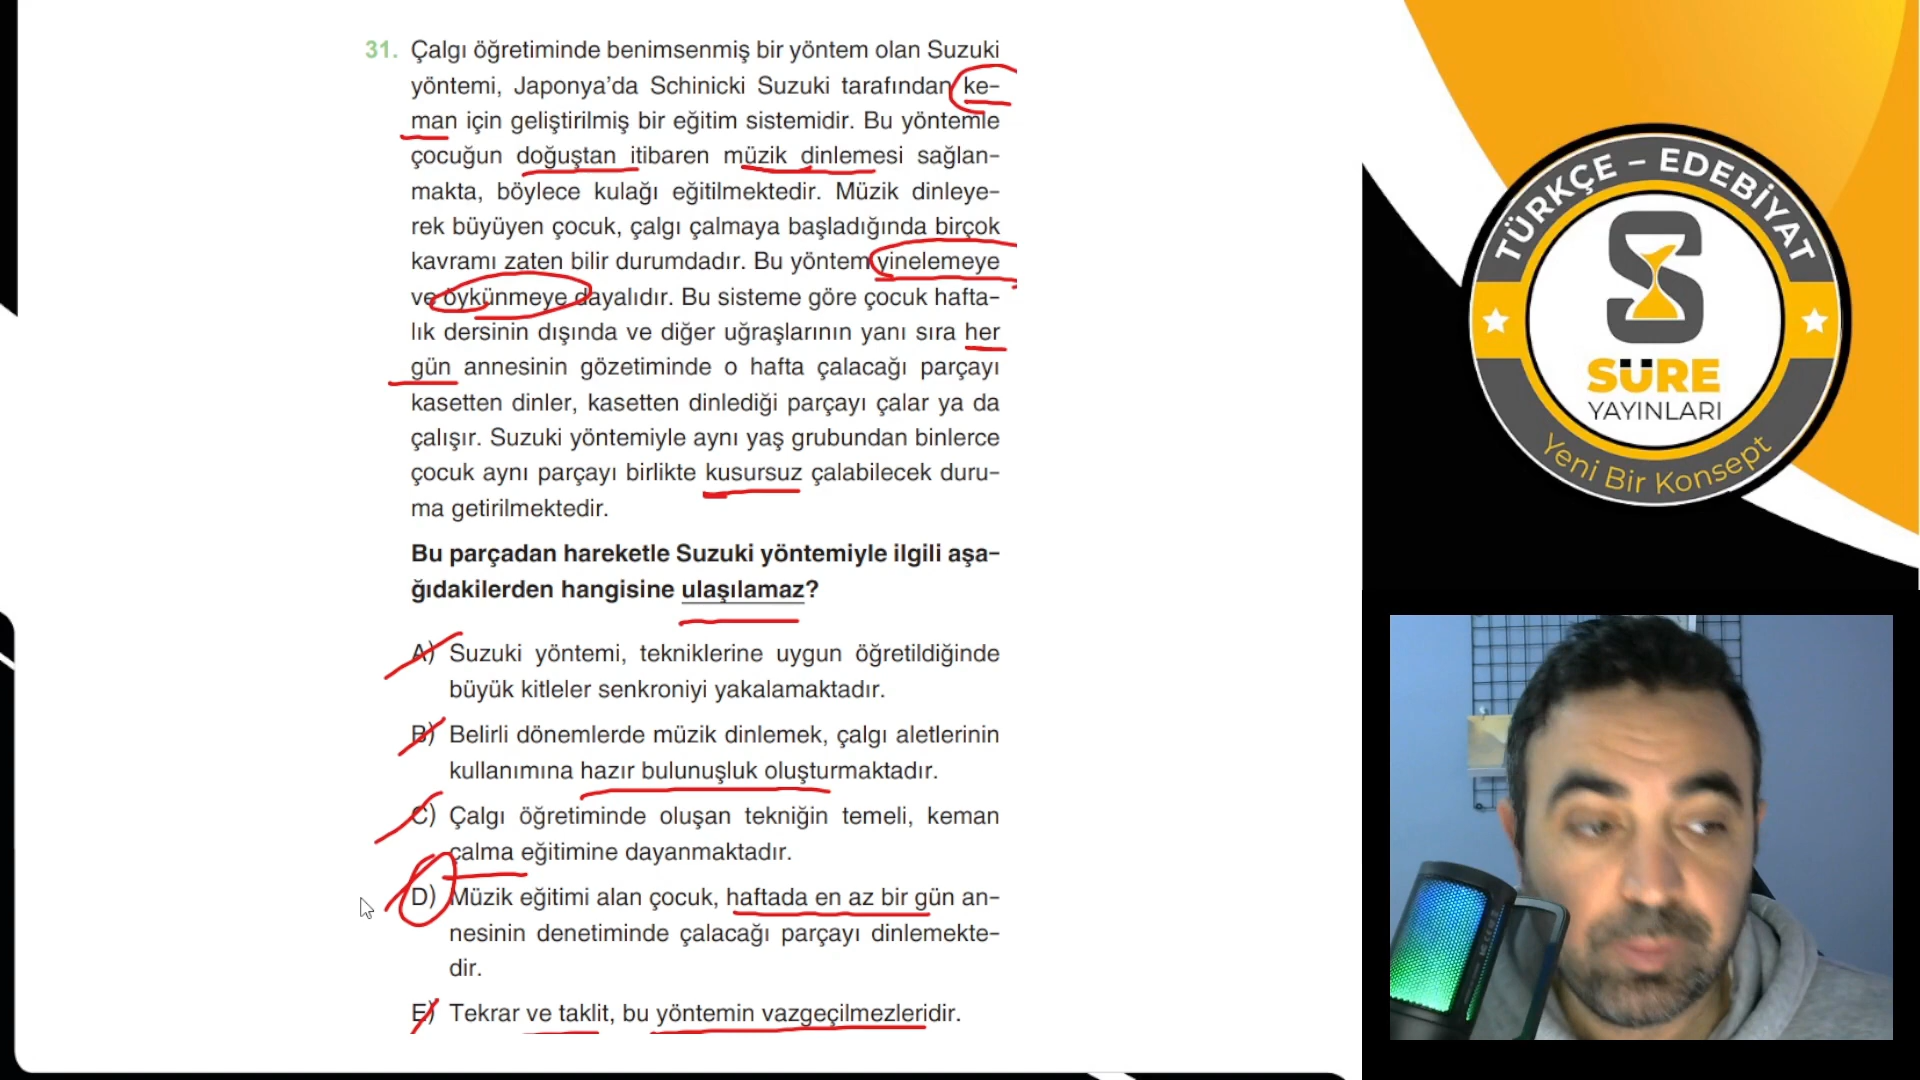 31. Çalgı öğretiminde benimsenmiş bir yöntem olan Suzuki
yöntemi, Japonya'da Schinicki Suzuki tarafından ke-
man için geliştirilmiş bir eğitim sistemidir. Bu yöntemle
çocuğun doğuştan itibaren müzik dinlemesi sağlan-
makta, böylece kulağı eğitilmektedir. Müzik dinleye-
rek büyüyen çocuk, çalgı çalmaya başladığında birçok
kavramı zaten bilir durumdadır. Bu yöntem yinelemeye
ve öykünmeye dayalıdır. Bu sisteme göre çocuk hafta-
lık dersinin dışında ve diğer uğraşlarının yanı sıra her
gün annesinin gözetiminde o hafta çalacağı parçayı
kasetten dinler, kasetten dinlediği parçayı çalar ya da
çalışır. Suzuki yöntemiyle aynı yaş grubundan binlerce
çocuk aynı parçayı birlikte kusursuz çalabilecek duru-
ma getirilmektedir.
Bu parçadan hareketle Suzuki yöntemiyle ilgili aşa-
ğıdakilerden hangisine ulaşılamaz?
A) Suzuki yöntemi, tekniklerine uygun öğretildiğinde
büyük kitleler senkroniyi yakalamaktadır.
B) Belirli dönemlerde müzik dinlemek, çalgı aletlerinin
kullanımına hazır bulunuşluk oluşturmaktadır.
C) Çalgı öğretiminde oluşan tekniğin temeli, keman
çalma eğitimine dayanmaktadır.
D) Müzik eğitimi alan çocuk, haftada en az bir gün an-
nesinin denetiminde çalacağı parçayı dinlemekte-
dir.
E) Tekrar ve taklit, bu yöntemin vazgeçilmezleridir.
TÜRKÇE – EDEBİYAT
SÜRE
YAYINLARI
Yeni Bir Konsept